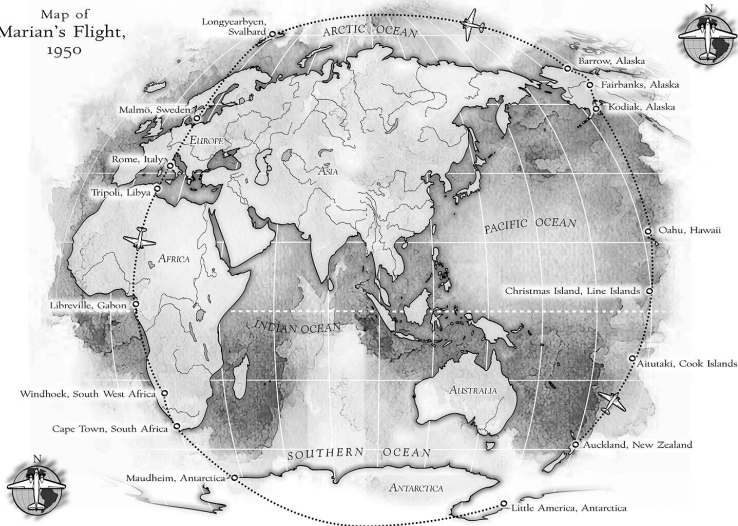 Map of
Marian's Flight,
1950
N
Longyearbyen,
Svalbard
ARCTIC OCEAN
Barrow, Alaska
Fairbanks, Alaska
Kodiak, Alaska
Malmö, Sweden
EUROPE
Rome, Italy
ASIA
Tripoli, Libya
PACIFIC OCEAN
Oahu, Hawaii
AFRICA
Christmas Island, Line Islands
Libreville, Gabon
INDIAN OCEAN
Aitutaki, Cook Islands
AUSTRALIA
Windhoek, South West Africa
Cape Town, South Africa
Auckland, New Zealand
SOUTHERN OCEAN
N
Maudheim, Antarctica
ANTARCTICA
Little America, Antarctica